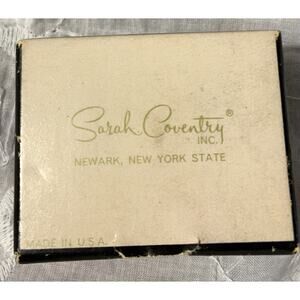 Sarah Coventry®
INC.
NEWARK, NEW YORK STATE
MADE IN U.S.A.